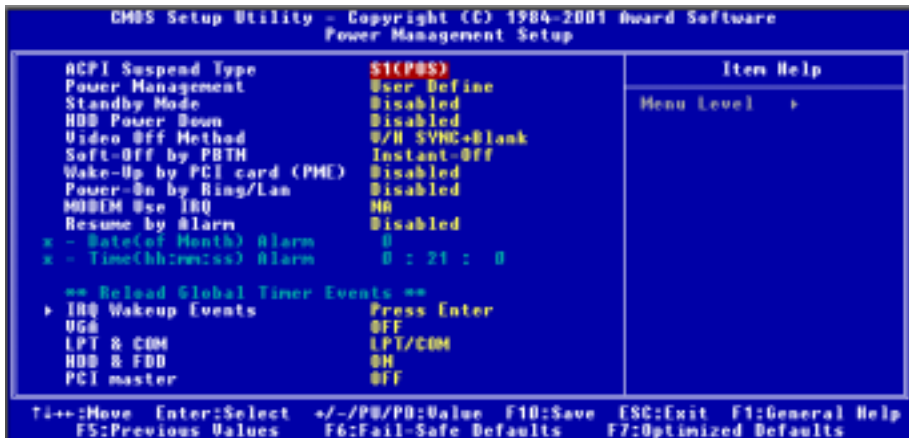 CMOS Setup Utility - Copyright (C) 1984-2001 Award Software
Power Management Setup
ACPI Suspend Type S1(POS)
Power Management User Define
Standby Mode Disabled
HDD Power Down Disabled
Video Off Method V/H SYNC+Blank
Soft-Off by PBTN Instant-Off
Wake-Up by PCI card (PME) Disabled
Power-On by Ring/Lan Disabled
MODEM Use IRQ NA
Resume by Alarm Disabled
x - Date(of Month) Alarm 0
x - Time(hh:mm:ss) Alarm 0 : 21 : 0
** Reload Global Timer Events **
▸ IRQ Wakeup Events Press Enter
VGA OFF
LPT & COM LPT/COM
HDD & FDD ON
PCI master OFF
Item Help
Menu Level ▸
↑↓→←:Move Enter:Select +/-/PU/PD:Value F10:Save ESC:Exit F1:General Help
F5:Previous Values F6:Fail-Safe Defaults F7:Optimized Defaults